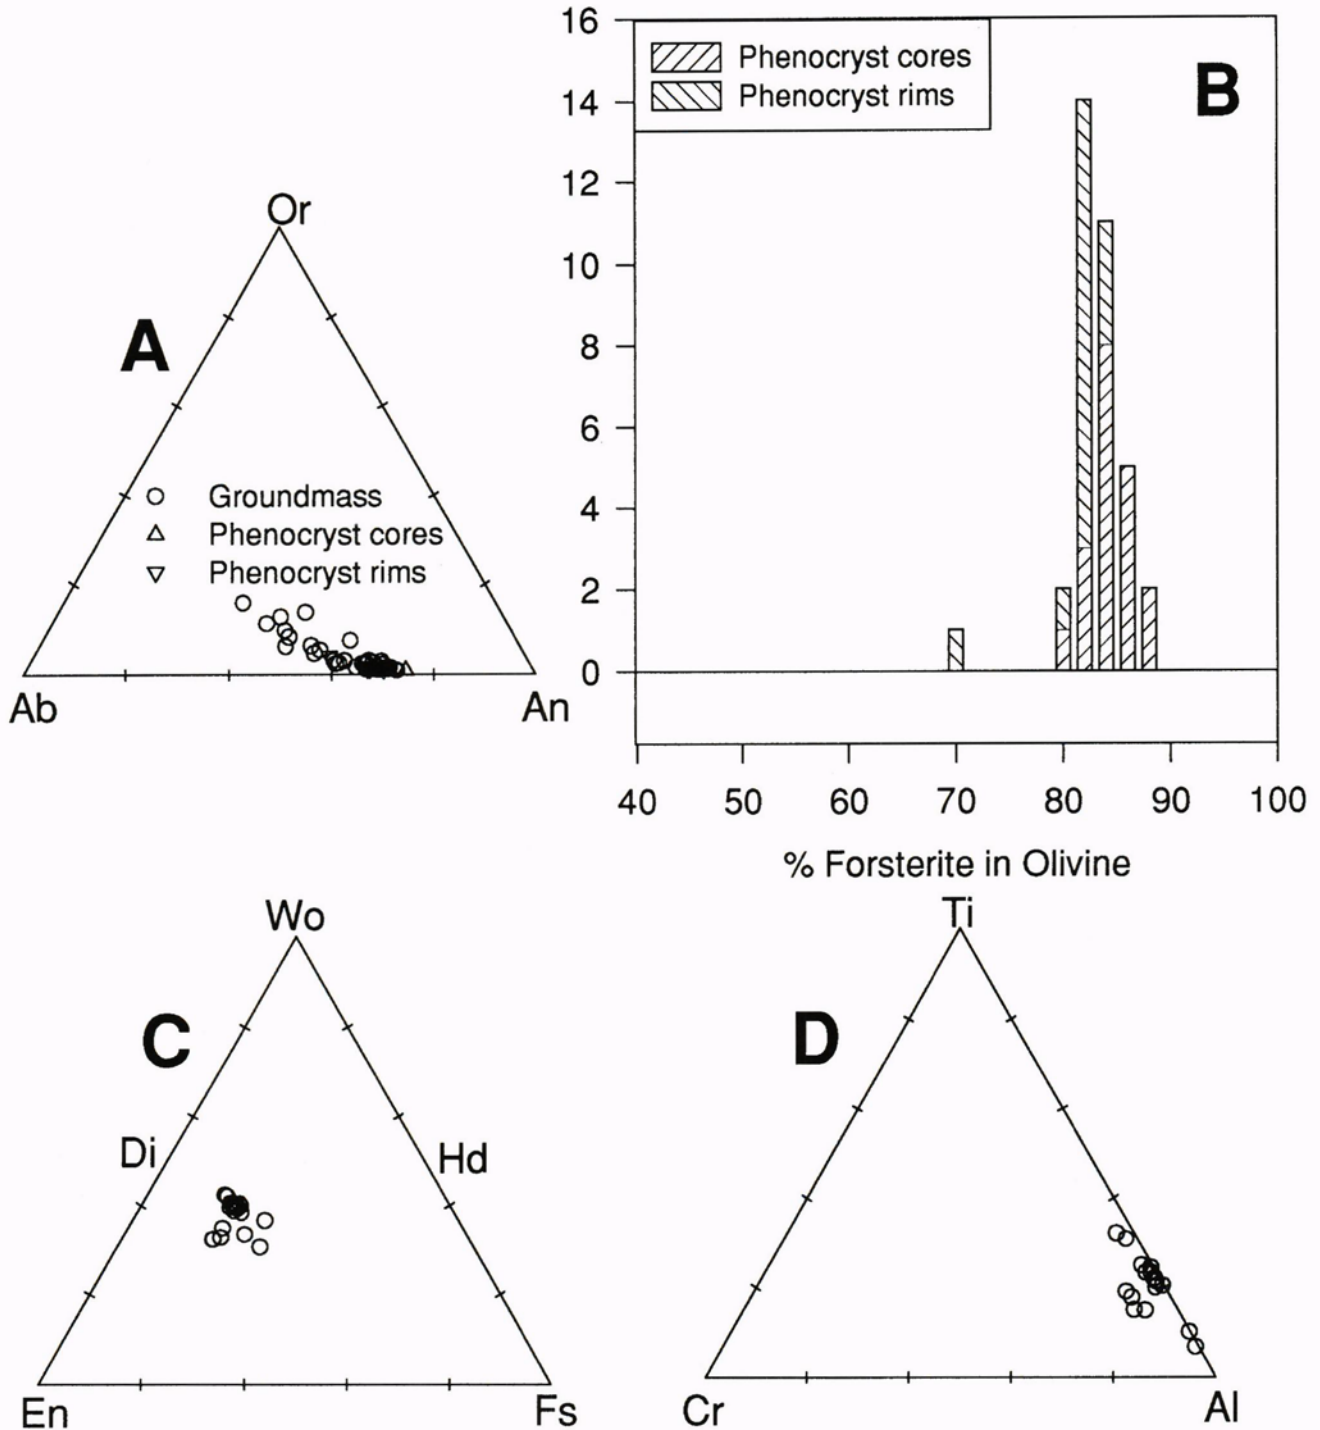 A
Or
Groundmass
Phenocryst cores
Phenocryst rims
Ab
An
B
Phenocryst cores
Phenocryst rims
16
14
12
10
8
6
4
2
0
40 50 60 70 80 90 100
% Forsterite in Olivine
C
Wo
Di
Hd
En
Fs
D
Ti
Cr
Al